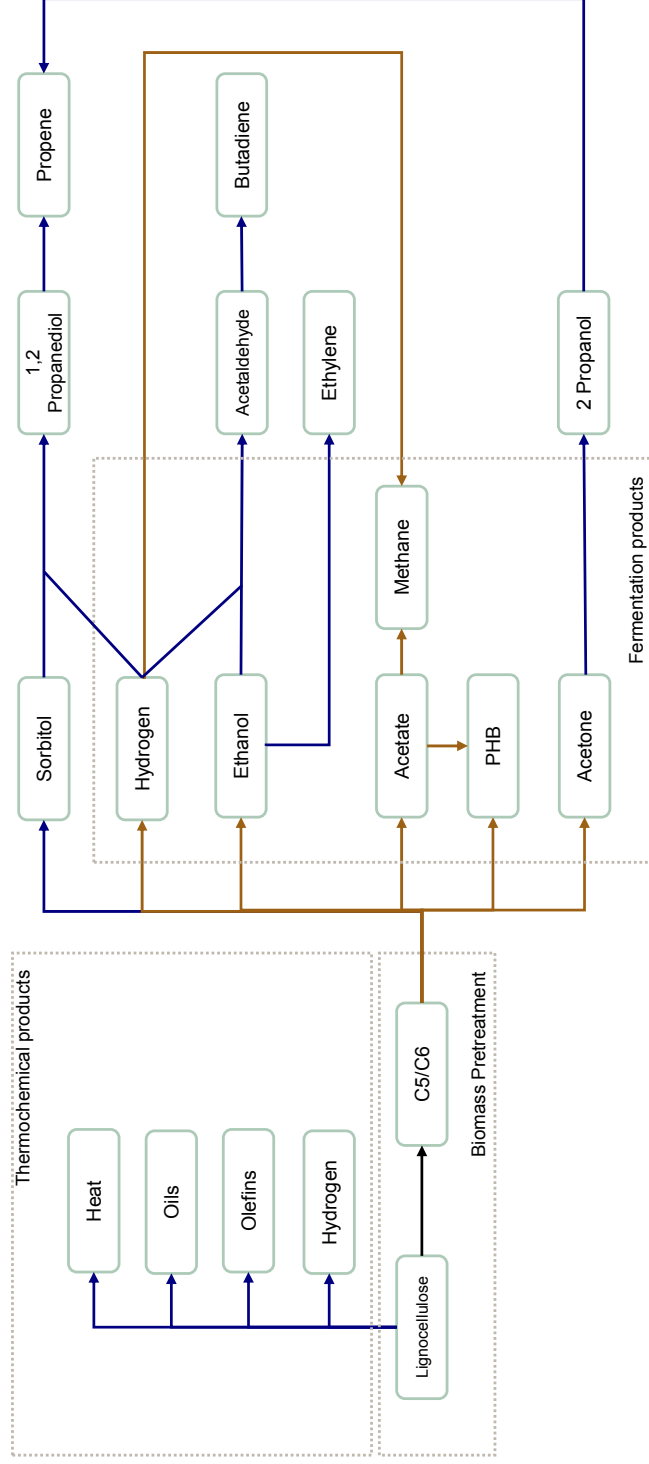 Thermochemical products
Heat
Oils
Olefins
Hydrogen
Lignocellulose
C5/C6
Biomass Pretreatment
Sorbitol
Hydrogen
Ethanol
Acetate
PHB
Acetone
Methane
Fermentation products
1,2
Propanediol
Acetaldehyde
Ethylene
2 Propanol
Propene
Butadiene